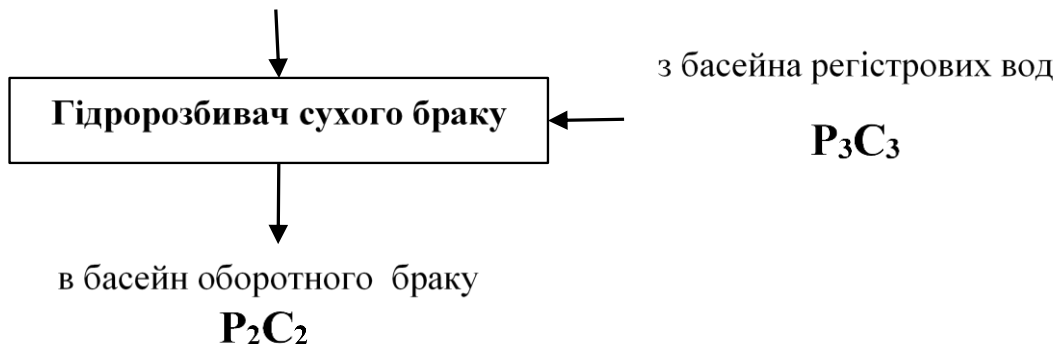 з басейна регістрових вод
Гідророзбивач сухого браку
P₃C₃
в басейн оборотного браку
P₂C₂